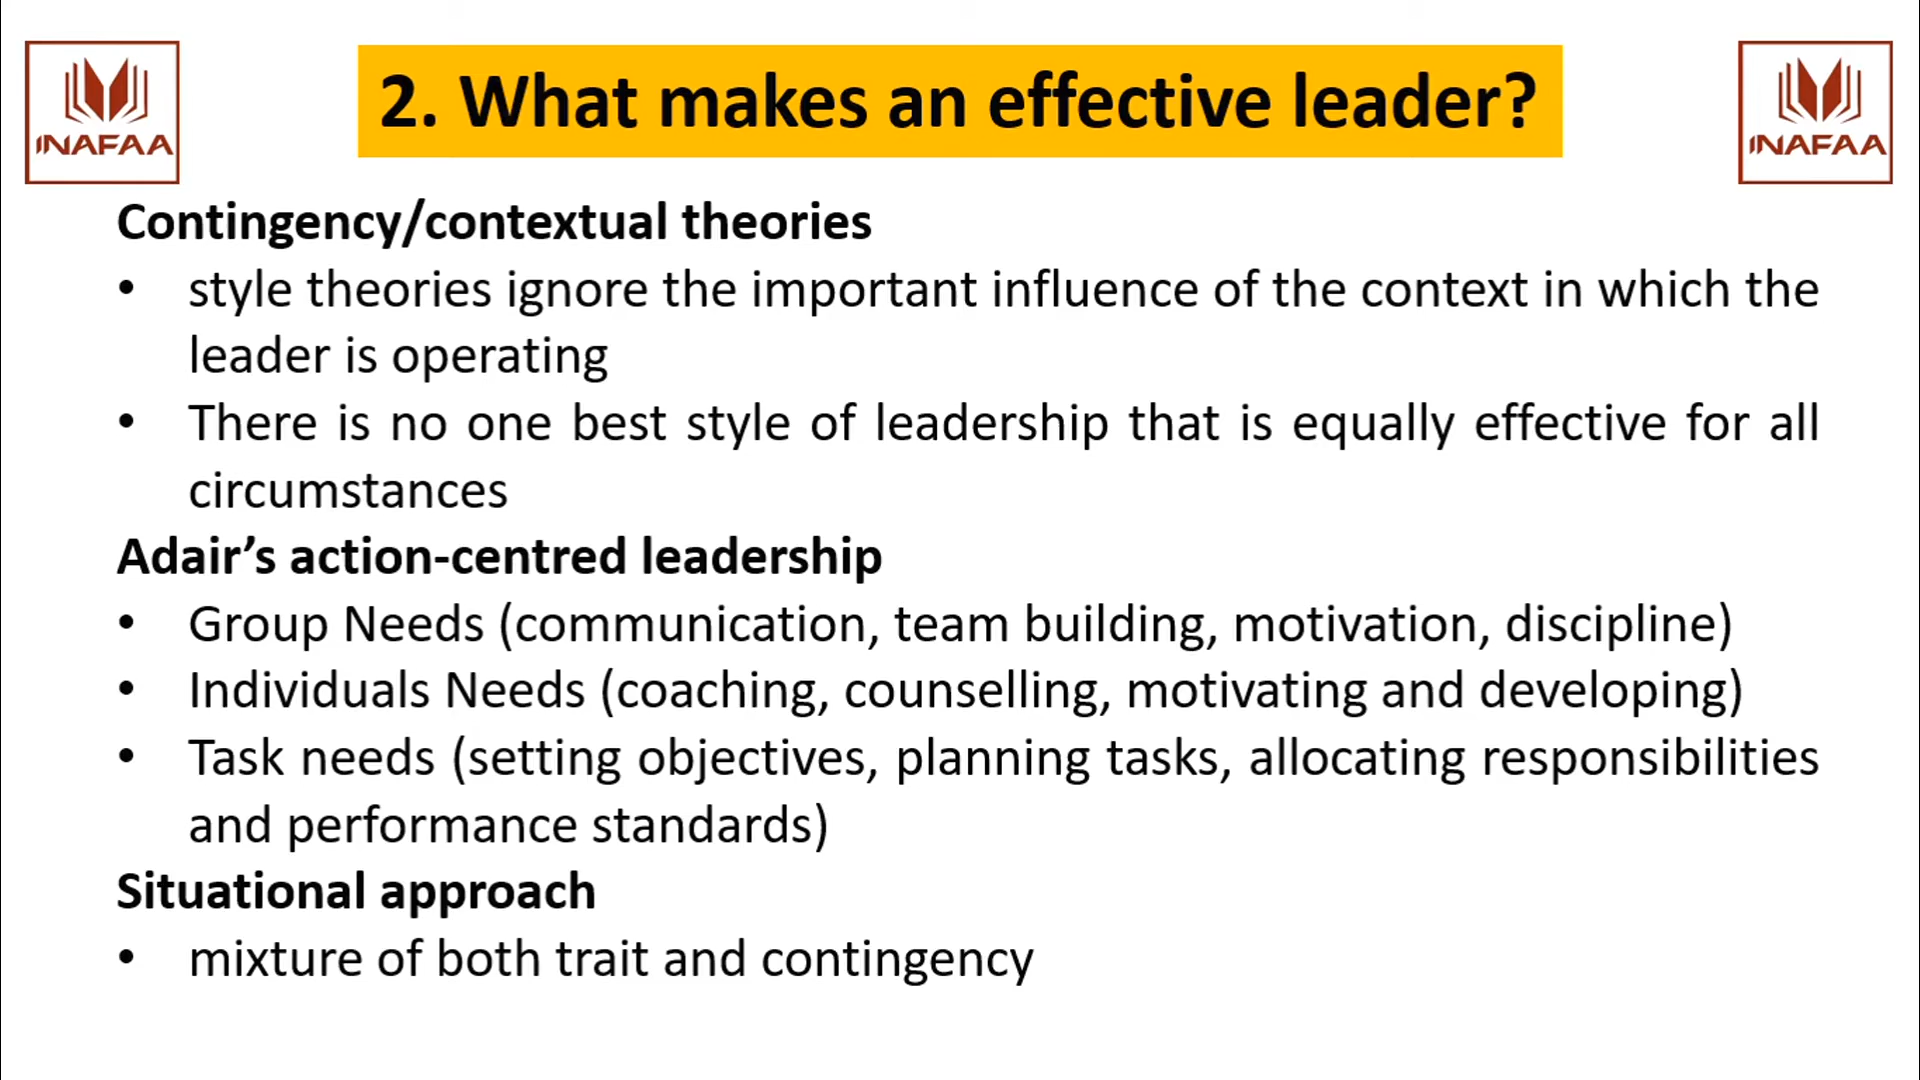 INAFAA
2. What makes an effective leader?
INAFAA
Contingency/contextual theories
• style theories ignore the important influence of the context in which the
leader is operating
• There is no one best style of leadership that is equally effective for all
circumstances
Adair’s action-centred leadership
• Group Needs (communication, team building, motivation, discipline)
• Individuals Needs (coaching, counselling, motivating and developing)
• Task needs (setting objectives, planning tasks, allocating responsibilities
and performance standards)
Situational approach
• mixture of both trait and contingency